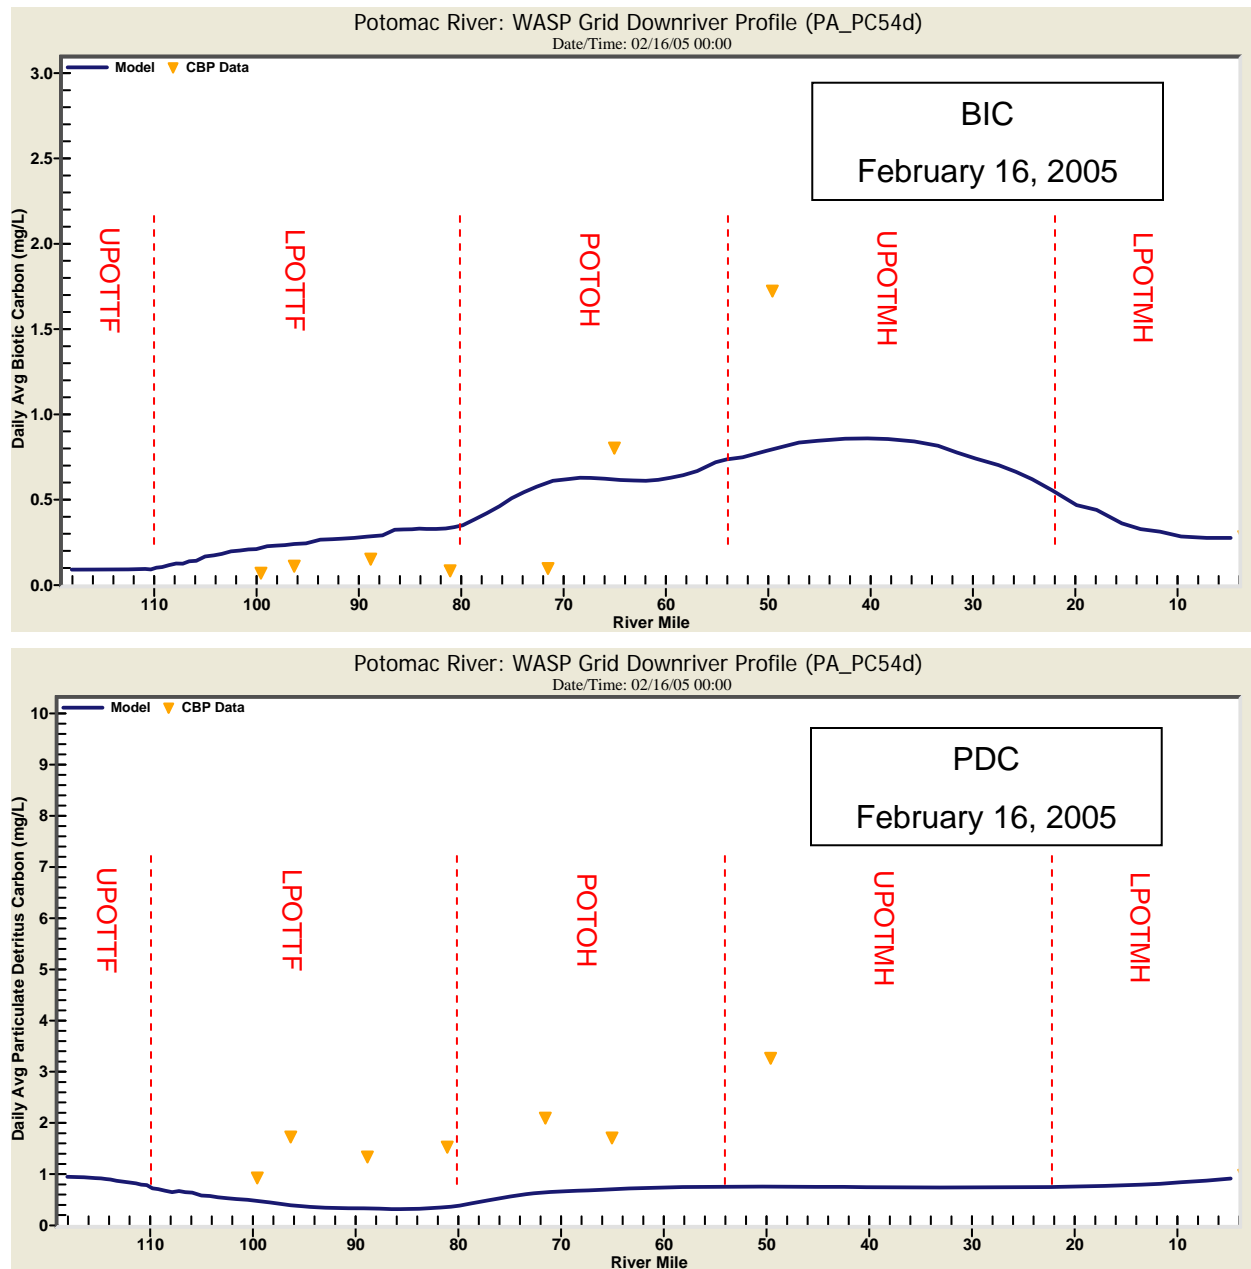 Potomac River: WASP Grid Downriver Profile (PA_PC54d)
Date/Time: 02/16/05 00:00
Model CBP Data
BIC
February 16, 2005
Daily Avg Biotic Carbon (mg/L)
3.0
2.5
2.0
1.5
1.0
0.5
0.0
UPOTTF
LPOTTF
POTOH
UPOTMH
LPOTMH
110 100 90 80 70 60 50 40 30 20 10
River Mile
Potomac River: WASP Grid Downriver Profile (PA_PC54d)
Date/Time: 02/16/05 00:00
Model CBP Data
PDC
February 16, 2005
Daily Avg Particulate Detritus Carbon (mg/L)
10
9
8
7
6
5
4
3
2
1
0
UPOTTF
LPOTTF
POTOH
UPOTMH
LPOTMH
110 100 90 80 70 60 50 40 30 20 10
River Mile